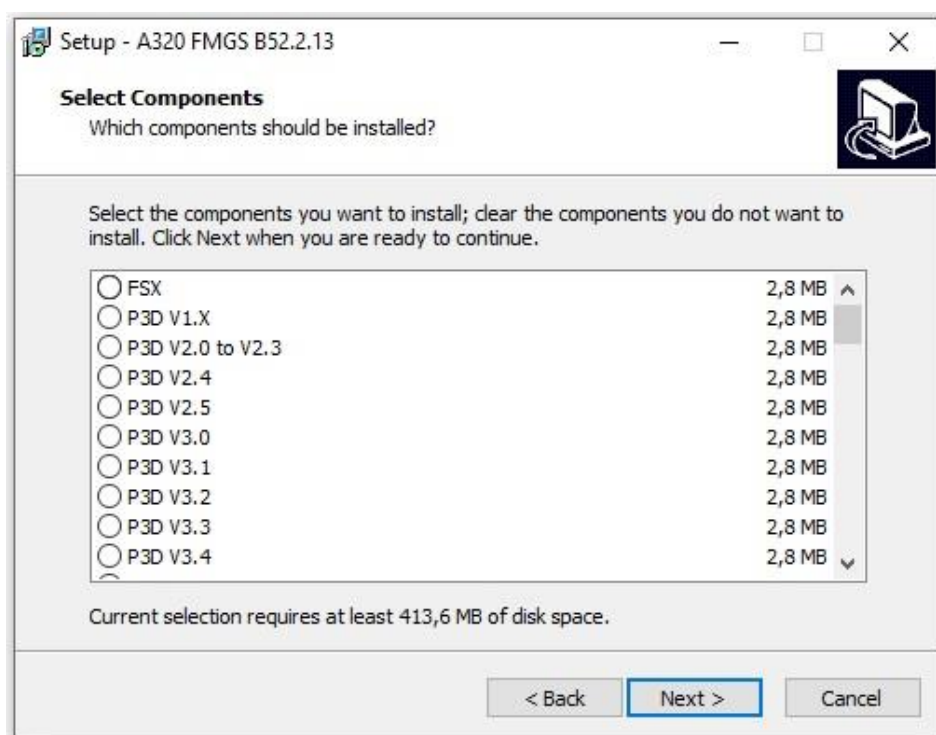 Setup - A320 FMGS B52.2.13
Select Components
Which components should be installed?
Select the components you want to install; clear the components you do not want to
install. Click Next when you are ready to continue.
FSX 2,8 MB
P3D V1.X 2,8 MB
P3D V2.0 to V2.3 2,8 MB
P3D V2.4 2,8 MB
P3D V2.5 2,8 MB
P3D V3.0 2,8 MB
P3D V3.1 2,8 MB
P3D V3.2 2,8 MB
P3D V3.3 2,8 MB
P3D V3.4 2,8 MB
Current selection requires at least 413,6 MB of disk space.
< Back Next > Cancel